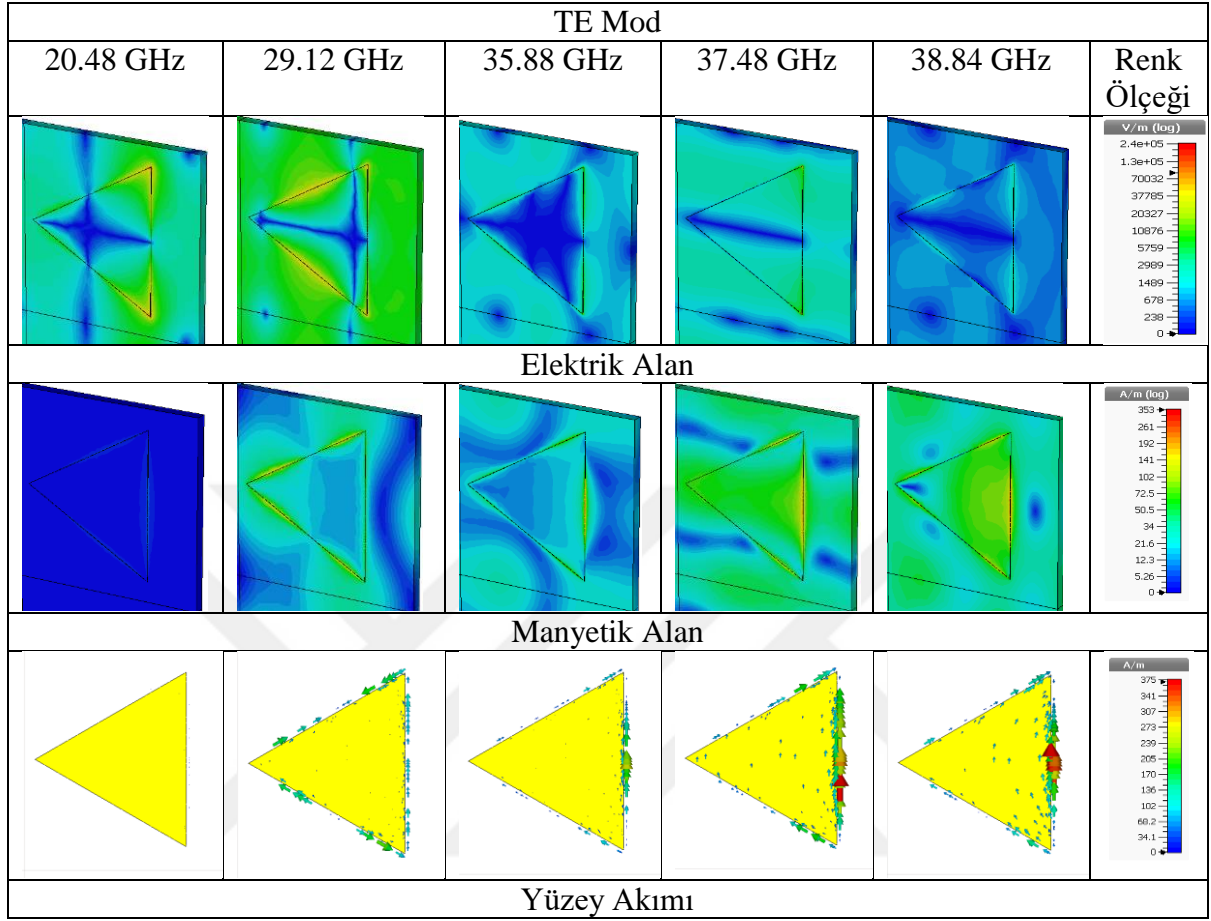 TE Mod
20.48 GHz
29.12 GHz
35.88 GHz
37.48 GHz
38.84 GHz
Renk
Ölçeği
V/m (log)
2.4e+05
1.3e+05
70032
37785
20327
10876
5759
2989
1489
678
238
0
Elektrik Alan
A/m (log)
353
261
192
141
102
72.5
50.5
34
21.6
12.3
5.26
0
Manyetik Alan
A/m
375
341
307
273
239
205
170
136
102
68.2
34.1
0
Yüzey Akımı